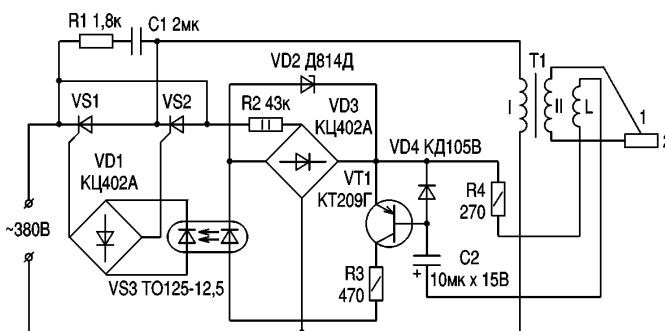 R1 1,8к
C1 2мк
VD2 Д814Д
T1
VS1
VS2
R2 43к
VD3
КЦ402А
I
II
L
1
2
VD1
КЦ402А
VD4 КД105В
VT1
КТ209Г
R4
270
~380В
C2
10мк х 15В
+
R3
470
VS3 ТО125-12,5